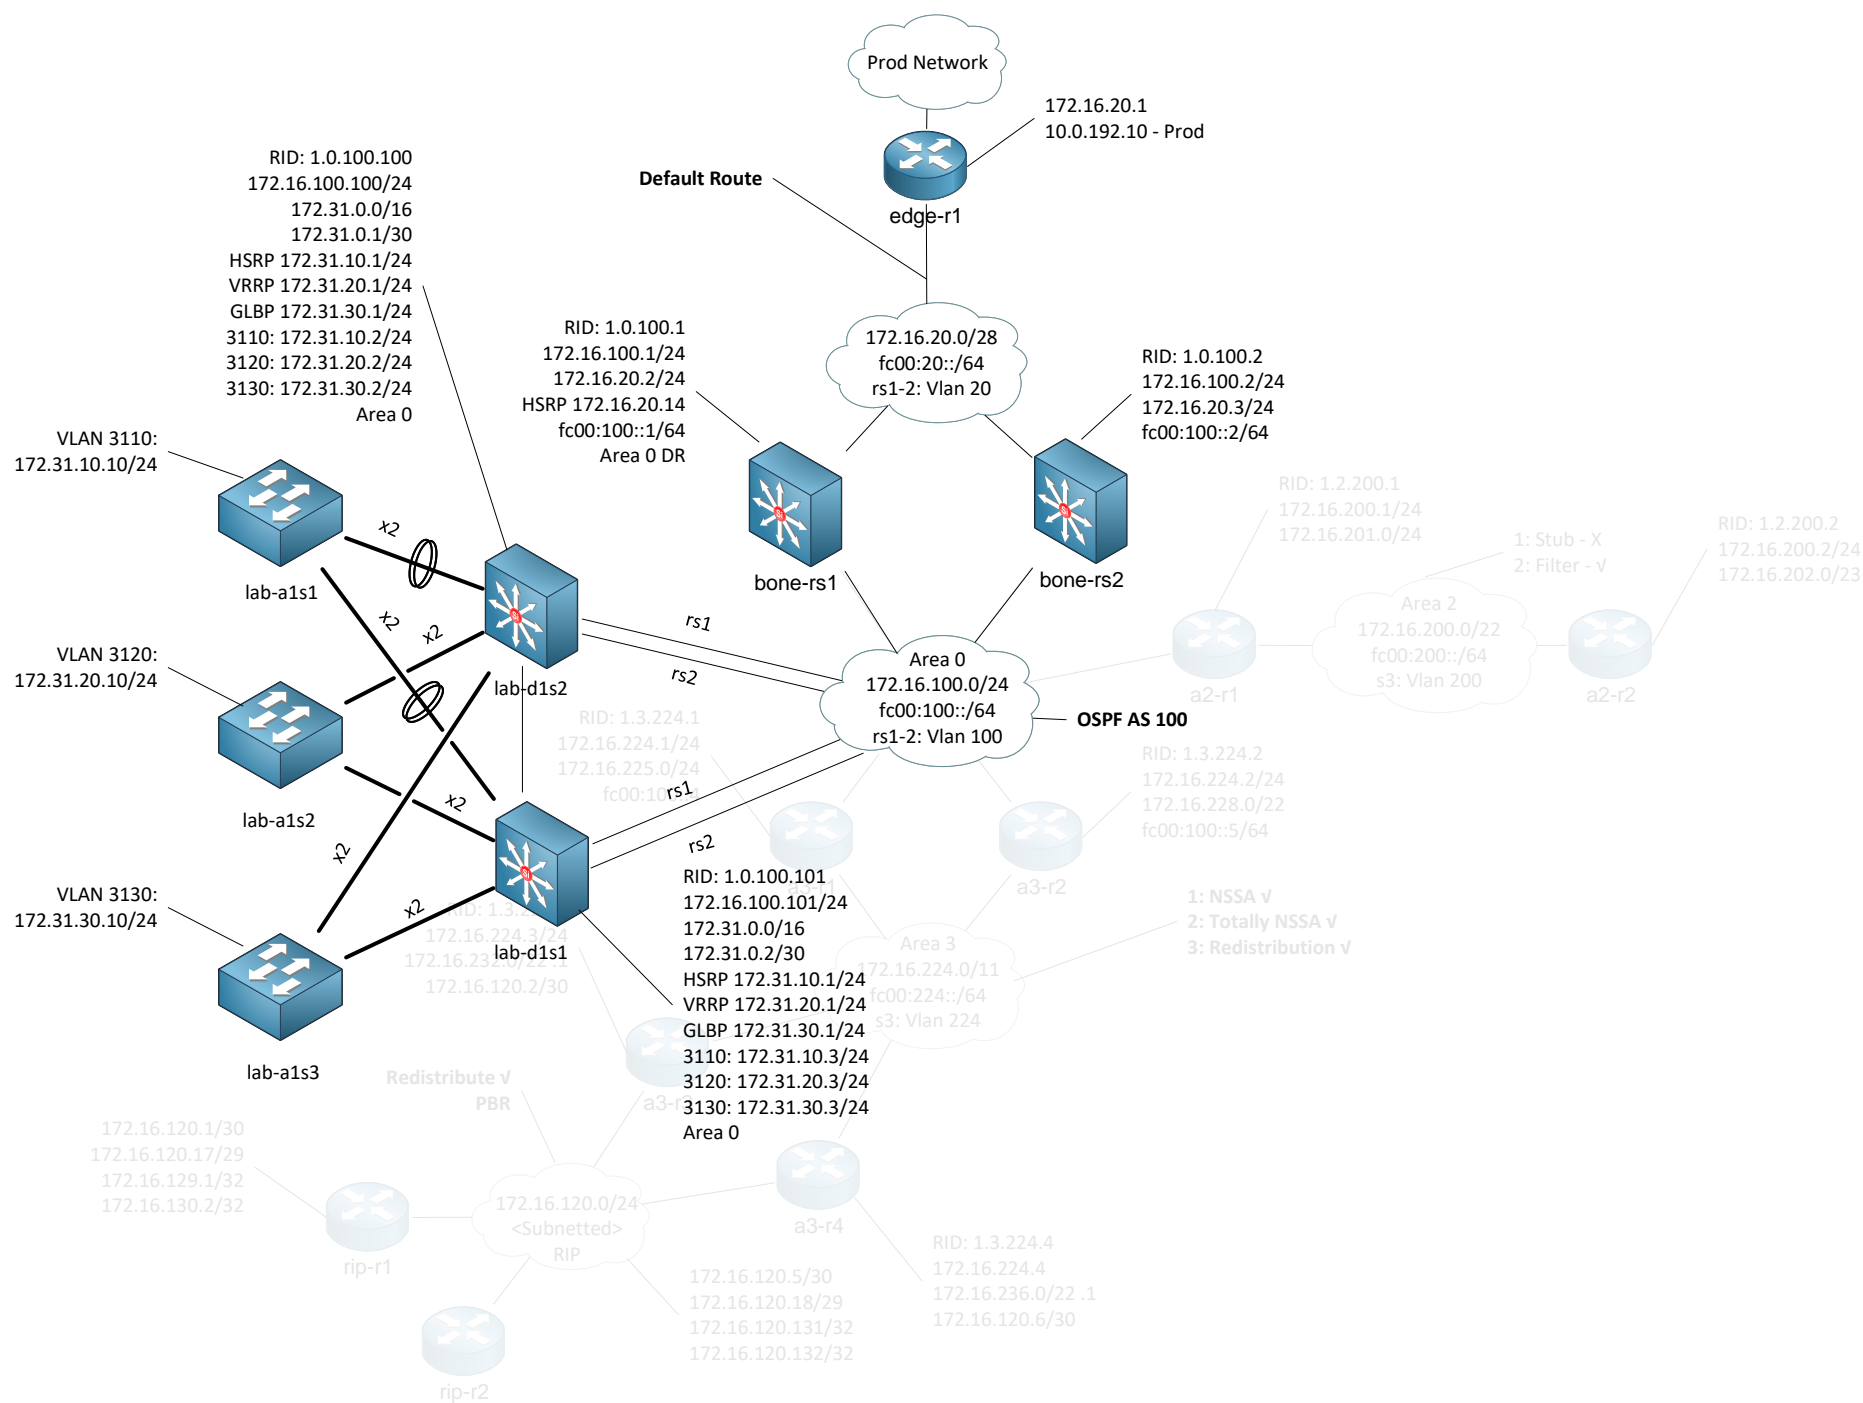 Prod Network
172.16.20.1
10.0.192.10 - Prod
edge-r1
Default Route
RID: 1.0.100.100
172.16.100.100/24
172.31.0.0/16
172.31.0.1/30
HSRP 172.31.10.1/24
VRRP 172.31.20.1/24
GLBP 172.31.30.1/24
3110: 172.31.10.2/24
3120: 172.31.20.2/24
3130: 172.31.30.2/24
Area 0
172.16.20.0/28
fc00:20::/64
rs1-2: Vlan 20
RID: 1.0.100.1
172.16.100.1/24
172.16.20.2/24
HSRP 172.16.20.14
fc00:100::1/64
Area 0 DR
RID: 1.0.100.2
172.16.100.2/24
172.16.20.3/24
fc00:100::2/64
VLAN 3110:
172.31.10.10/24
lab-a1s1
x2
x2
x2
bone-rs1
bone-rs2
RID: 1.2.200.1
172.16.200.1/24
172.16.201.0/24
1: Stub - X
2: Filter - √
RID: 1.2.200.2
172.16.200.2/24
172.16.202.0/23
Area 2
172.16.200.0/22
fc00:200::/64
s3: Vlan 200
a2-r1
a2-r2
VLAN 3120:
172.31.20.10/24
lab-a1s2
lab-d1s2
rs1
rs2
Area 0
172.16.100.0/24
fc00:100::/64
rs1-2: Vlan 100
OSPF AS 100
RID: 1.3.224.1
172.16.224.1/24
172.16.225.0/24
RID: 1.3.224.2
172.16.224.2/24
172.16.228.0/22
fc00:100::5/64
rs1
rs2
x2
x2
x2
a3-r1
a3-r2
VLAN 3130:
172.31.30.10/24
lab-a1s3
lab-d1s1
172.16.224.3/24
172.16.120.2/30
RID: 1.0.100.101
172.16.100.101/24
172.31.0.0/16
172.31.0.2/30
HSRP 172.31.10.1/24
VRRP 172.31.20.1/24
GLBP 172.31.30.1/24
3110: 172.31.10.3/24
3120: 172.31.20.3/24
3130: 172.31.30.3/24
Area 0
1: NSSA √
2: Totally NSSA √
3: Redistribution √
Area 3
172.16.224.0/11
fc00:224::/64
s3: Vlan 224
Redistribute √
PBR
172.16.120.1/30
172.16.120.17/29
172.16.129.1/32
172.16.130.2/32
rip-r1
172.16.120.0/24
<Subnetted>
RIP
a3-r4
RID: 1.3.224.4
172.16.224.4
172.16.236.0/22 .1
172.16.120.6/30
172.16.120.5/30
172.16.120.18/29
172.16.120.131/32
172.16.120.132/32
rip-r2